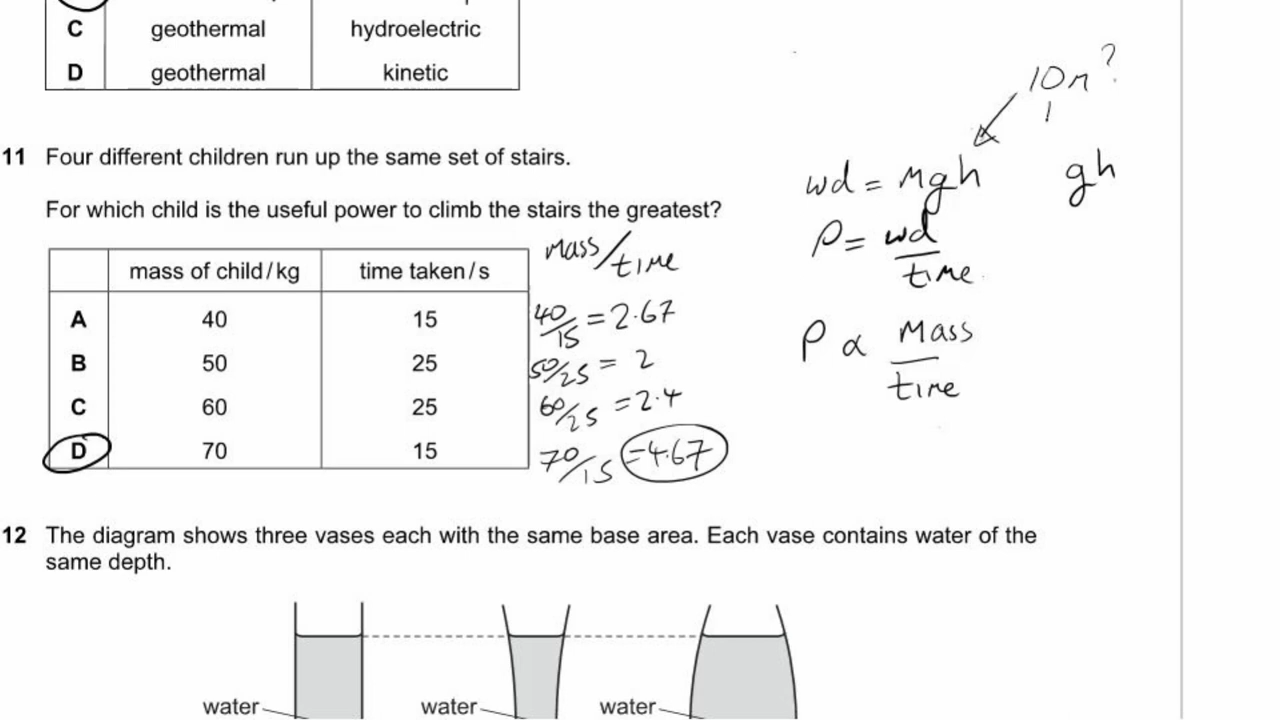 C geothermal hydroelectric
D geothermal kinetic
10m?
1
11 Four different children run up the same set of stairs.
wd = mgh gh
For which child is the useful power to climb the stairs the greatest?
P = wd/time
mass/time
mass of child/kg time taken/s
A 40 15 40/15 = 2.67
P ∝ Mass/time
B 50 25 50/25 = 2
C 60 25 60/25 = 2.4
D 70 15 70/15 = 4.67
12 The diagram shows three vases each with the same base area. Each vase contains water of the
same depth.
water water water